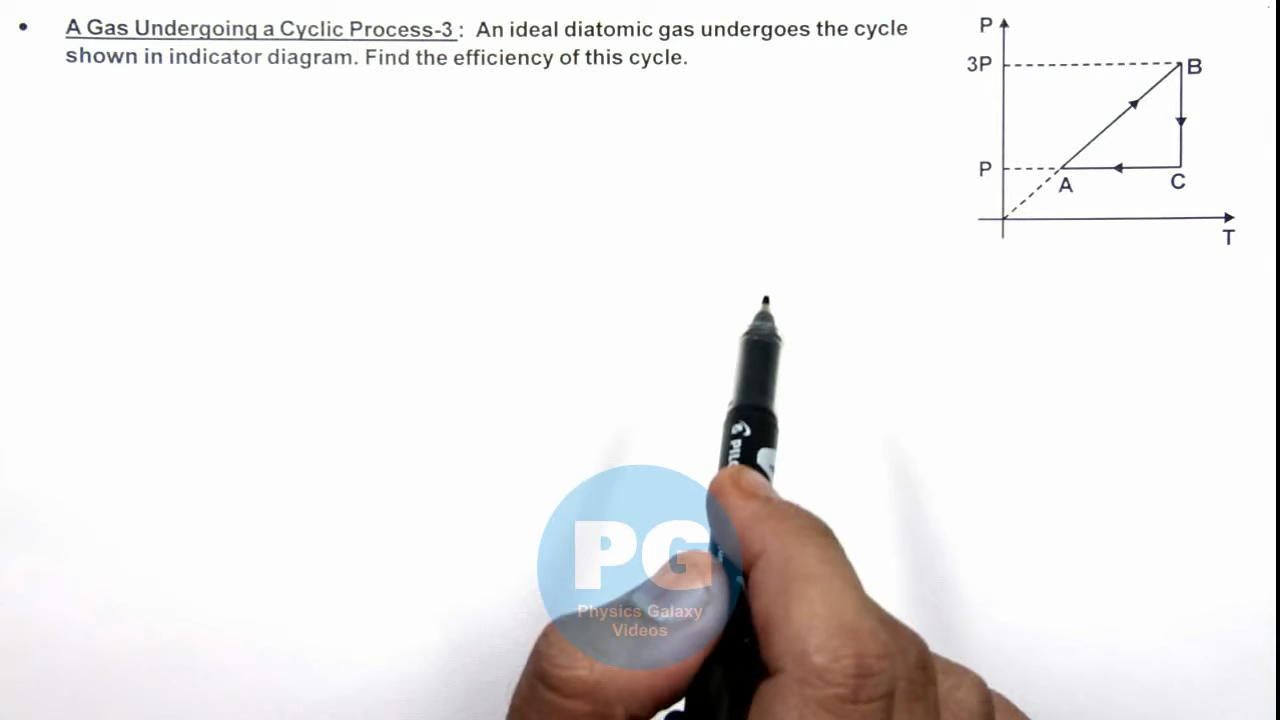 • A Gas Undergoing a Cyclic Process-3 : An ideal diatomic gas undergoes the cycle
shown in indicator diagram. Find the efficiency of this cycle.
P
3P
B
P
A
C
T
PILO
PG
Physics Galaxy
Videos